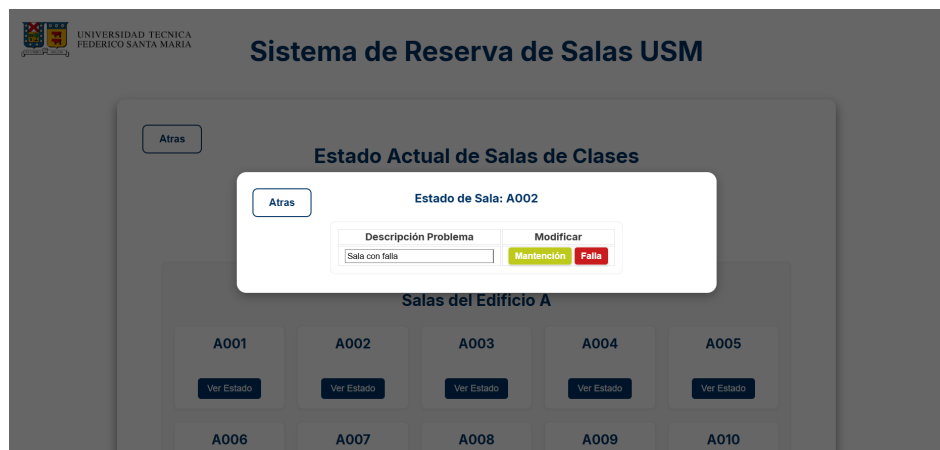 UNIVERSIDAD TECNICA
FEDERICO SANTA MARIA
Sistema de Reserva de Salas USM
Atras
Estado Actual de Salas de Clases
Atras
Estado de Sala: A002
Descripción Problema Modificar
Sala con falla Mantención Falla
Salas del Edificio A
A001 A002 A003 A004 A005
Ver Estado Ver Estado Ver Estado Ver Estado Ver Estado
A006 A007 A008 A009 A010